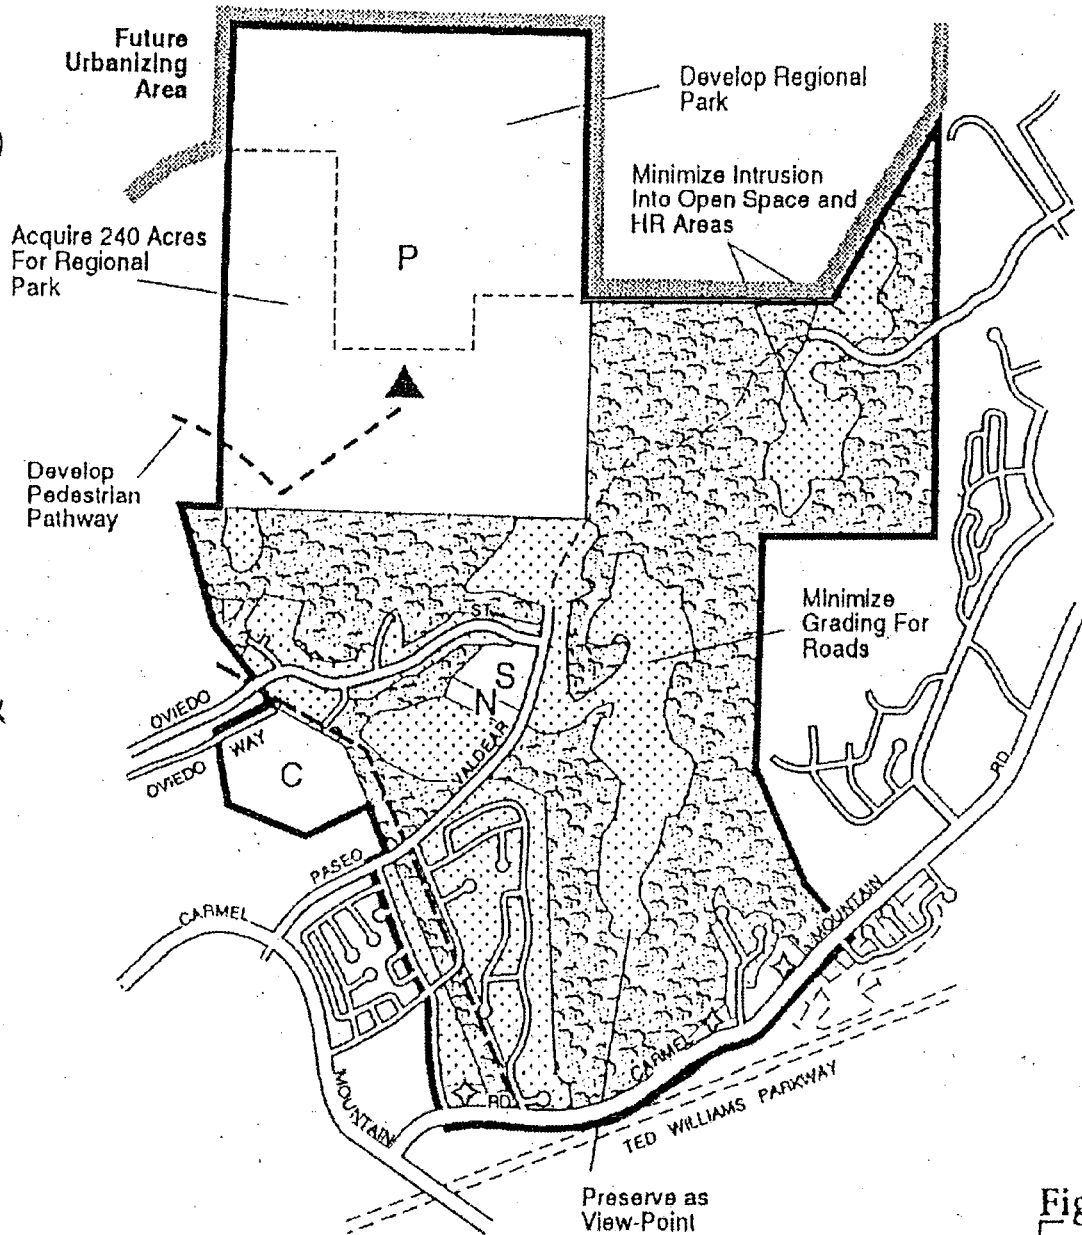 Future
Urbanizing
Area
Develop Regional
Park
Minimize Intrusion
Into Open Space and
HR Areas
Acquire 240 Acres
For Regional
Park
P
Develop
Pedestrian
Pathway
Minimize
Grading For
Roads
ST.
S
N
OVIEDO
OVIEDO WAY
C
VALDEAR
PASEO
CARMEL
RD
MOUNTAIN
CARMEL
RD.
MOUNTAIN
TED WILLIAMS PARKWAY
Preserve as
View-Point
Fig